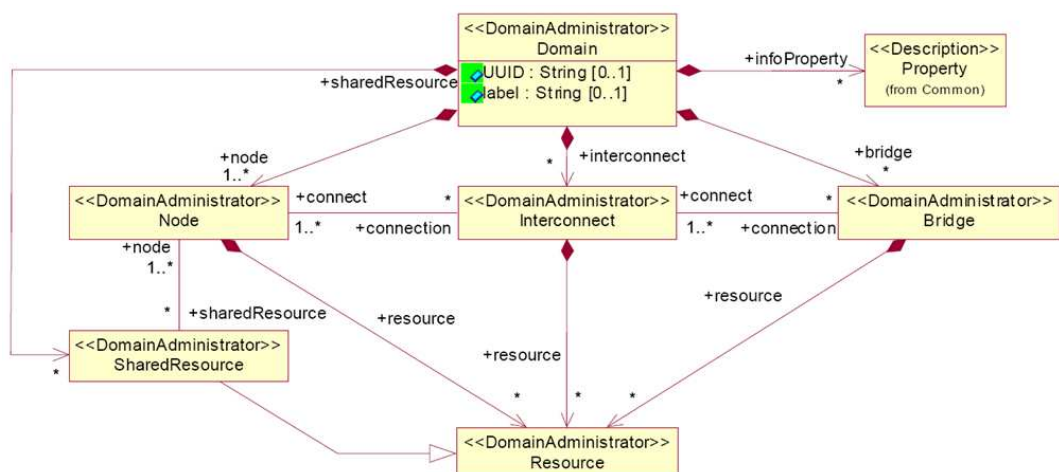 <<DomainAdministrator>>
Domain
UUID : String [0..1]
label : String [0..1]
+sharedResource
+infoProperty
*
<<Description>>
Property
(from Common)
+node
1..*
*
+interconnect
+bridge
*
<<DomainAdministrator>>
Node
+connect
*
1..*
+connection
<<DomainAdministrator>>
Interconnect
+connect
*
1..*
+connection
<<DomainAdministrator>>
Bridge
+node
1..*
*
+sharedResource
+resource
+resource
+resource
<<DomainAdministrator>>
SharedResource
*
*
*
*
<<DomainAdministrator>>
Resource